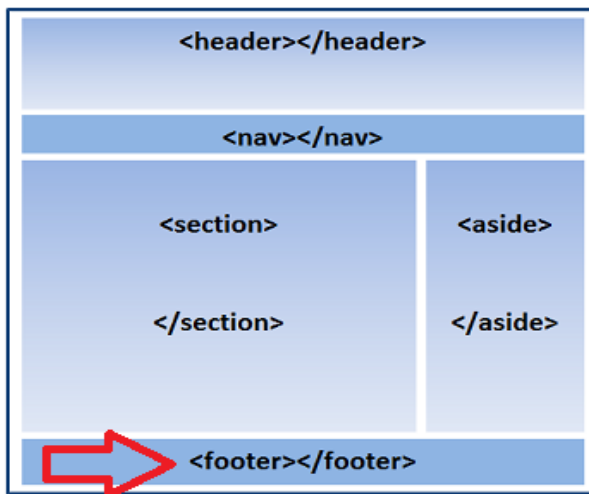 <header></header>
<nav></nav>
<section>
</section>
<aside>
</aside>
<footer></footer>